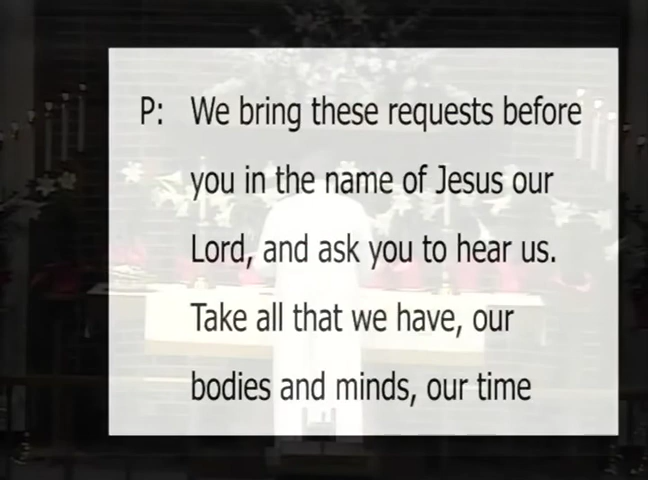 P: We bring these requests before
you in the name of Jesus our
Lord, and ask you to hear us.
Take all that we have, our
bodies and minds, our time